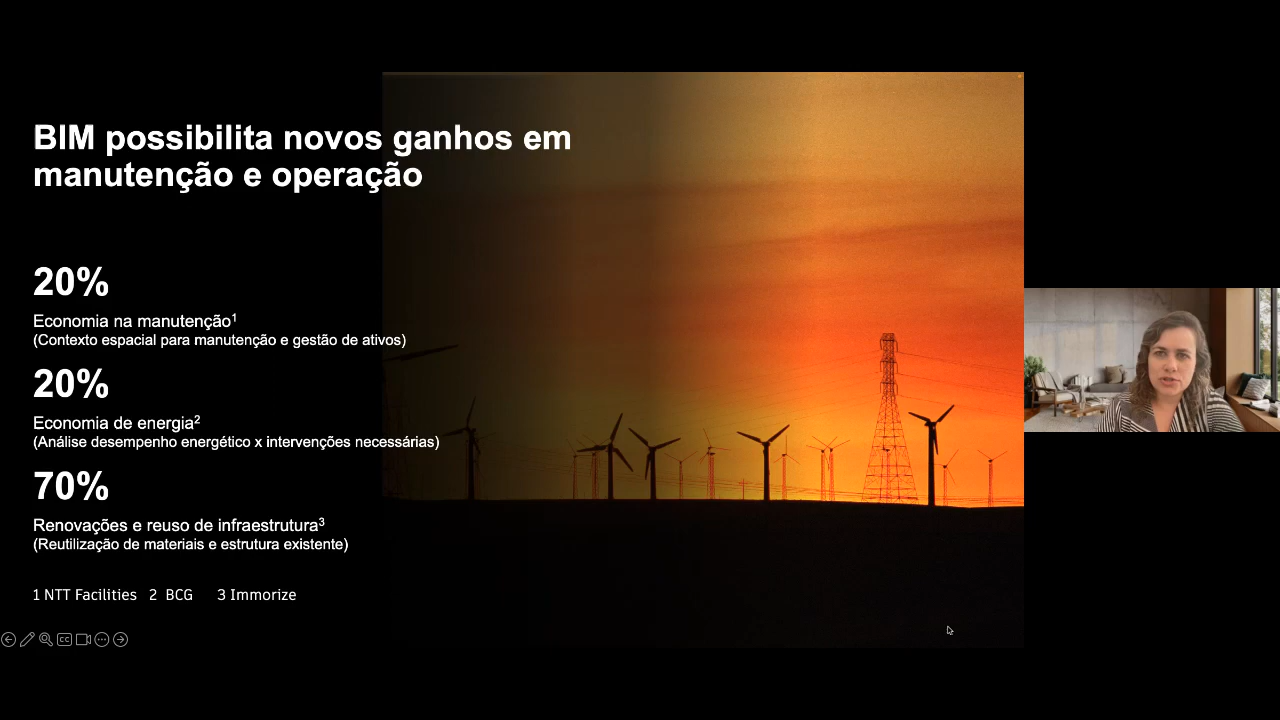 BIM possibilita novos ganhos em
manutenção e operação
20%
Economia na manutenção¹
(Contexto espacial para manutenção e gestão de ativos)
20%
Economia de energia²
(Análise desempenho energético x intervenções necessárias)
70%
Renovações e reuso de infraestrutura³
(Reutilização de materiais e estrutura existente)
1 NTT Facilities 2 BCG 3 Immorize
CC